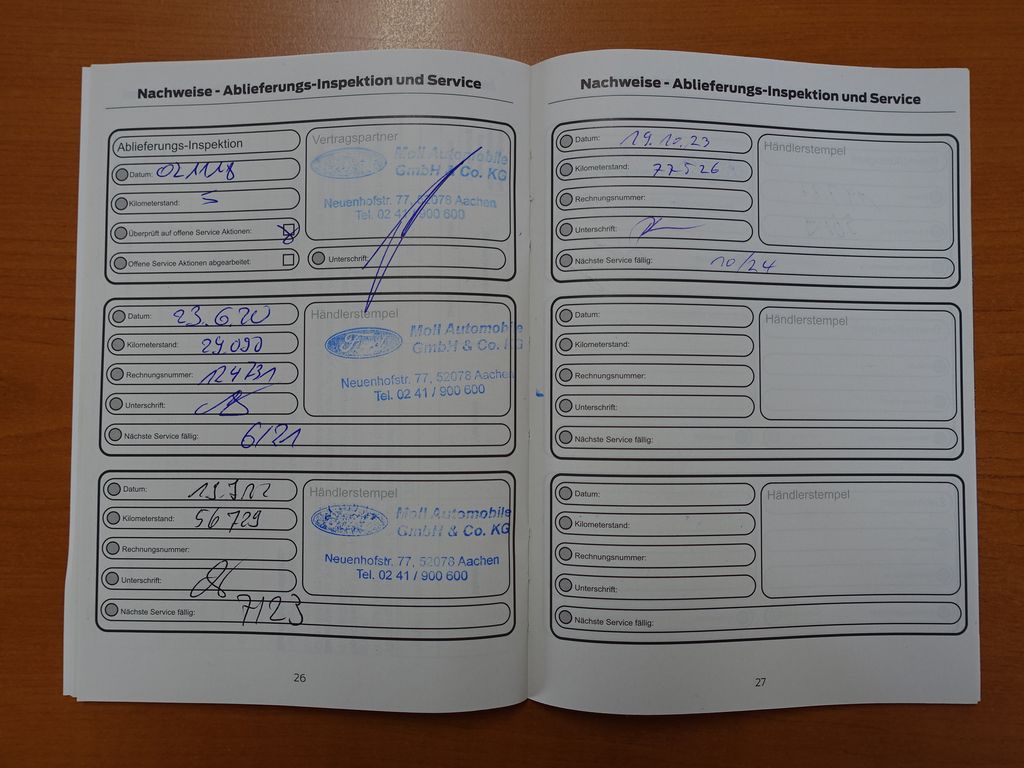 Nachweise - Ablieferungs-Inspektion und Service
Ablieferungs-Inspektion
Datum:
Kilometerstand: 5
Überprüft auf offene Service Aktionen:
Offene Service Aktionen abgearbeitet:
Vertragspartner
Moll Automobile
GmbH & Co. KG
Neuenhofstr. 77, 52078 Aachen
Tel. 02 41 / 900 600
Unterschrift:
Datum: 23.6.20
Kilometerstand: 29.090
Rechnungsnummer: 124731
Unterschrift:
Nächste Service fällig: 6/21
Händlerstempel
Moll Automobile
GmbH & Co. KG
Neuenhofstr. 77, 52078 Aachen
Tel. 02 41 / 900 600
Datum:
Kilometerstand: 56729
Rechnungsnummer:
Unterschrift:
Nächste Service fällig: 7/23
Händlerstempel
Moll Automobile
GmbH & Co. KG
Neuenhofstr. 77, 52078 Aachen
Tel. 02 41 / 900 600
26
Nachweise - Ablieferungs-Inspektion und Service
Datum: 19.10.23
Kilometerstand: 77526
Rechnungsnummer:
Unterschrift:
Nächste Service fällig: 10/24
Händlerstempel
Datum:
Kilometerstand:
Rechnungsnummer:
Unterschrift:
Nächste Service fällig:
Händlerstempel
Datum:
Kilometerstand:
Rechnungsnummer:
Unterschrift:
Nächste Service fällig:
Händlerstempel
27